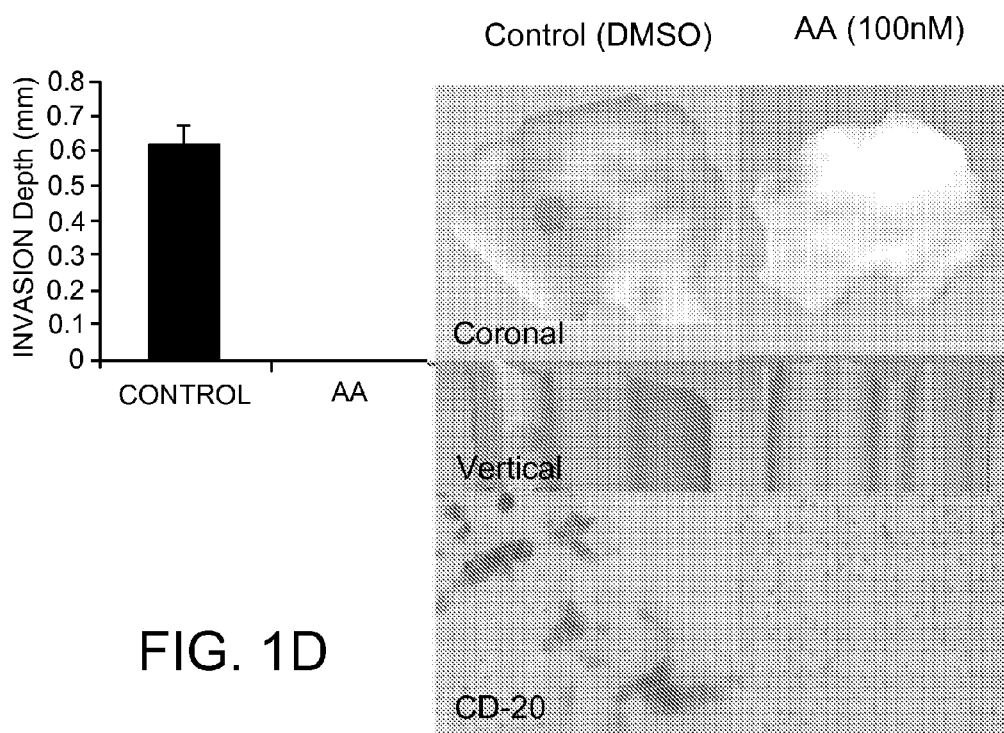 Control (DMSO) AA (100nM)
INVASION Depth (mm)
0.8
0.7
0.6
0.5
0.4
0.3
0.2
0.1
0
CONTROL AA
Coronal
Vertical
CD-20
FIG. 1D